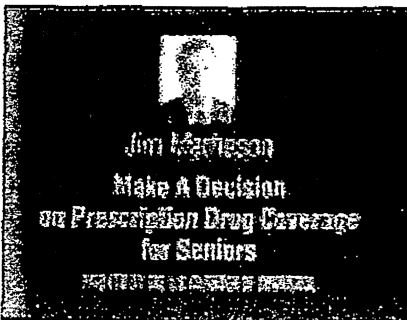 Jim Matheson
Make A Decision
on Prescription Drug Coverage
for Seniors